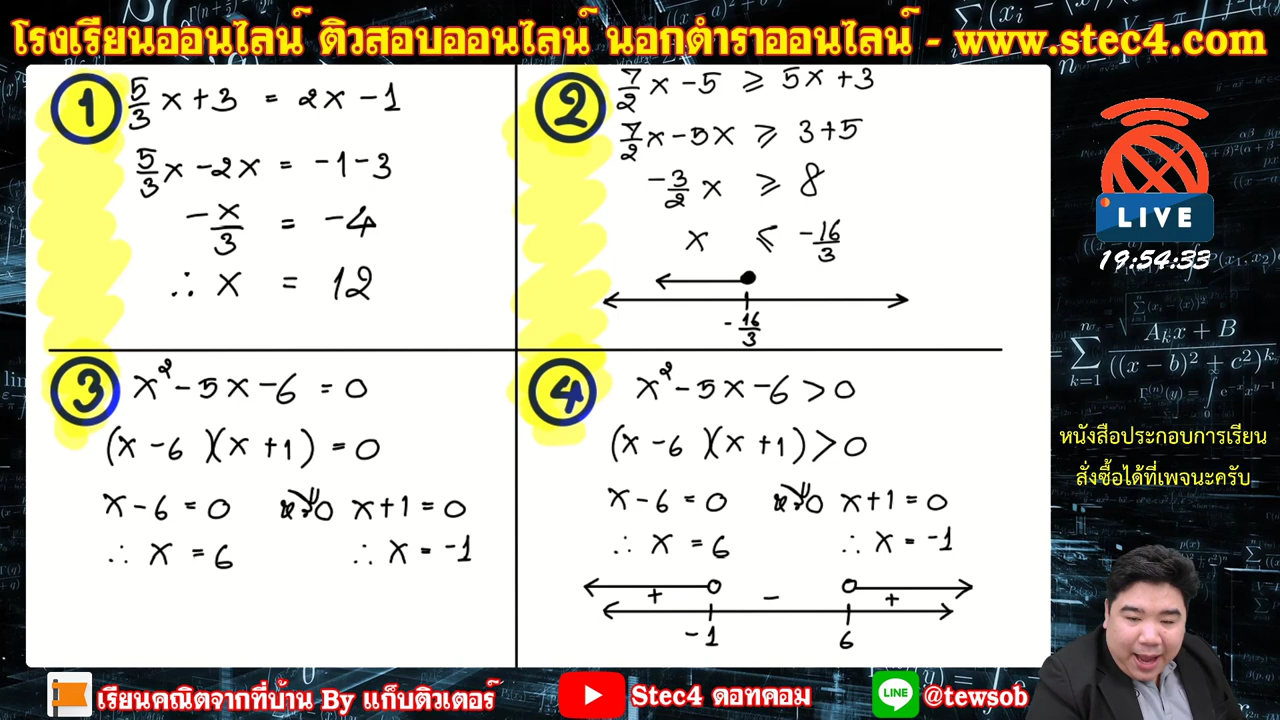 โรงเรียนออนไลน์ ติวสอบออนไลน์ นอกตำราออนไลน์ - www.stec4.com
1
5/3 x + 3 = 2x - 1
5/3 x - 2x = -1 - 3
- x/3 = -4
∴ x = 12
2
7/2 x - 5 ≥ 5x + 3
7/2 x - 5x ≥ 3 + 5
- 3/2 x ≥ 8
x ≤ - 16/3
- 16/3
3
x² - 5x - 6 = 0
(x - 6)(x + 1) = 0
x - 6 = 0 หรือ x + 1 = 0
∴ x = 6 ∴ x = -1
4
x² - 5x - 6 > 0
(x - 6)(x + 1) > 0
x - 6 = 0 หรือ x + 1 = 0
∴ x = 6 ∴ x = -1
+ - +
-1 6
LIVE
19:54:33
หนังสือประกอบการเรียน
สั่งซื้อได้ที่เพจนะครับ
เรียนคณิตจากที่บ้าน By แก็บติวเตอร์
Stec4 ดอทคอม
LINE
@tewsob